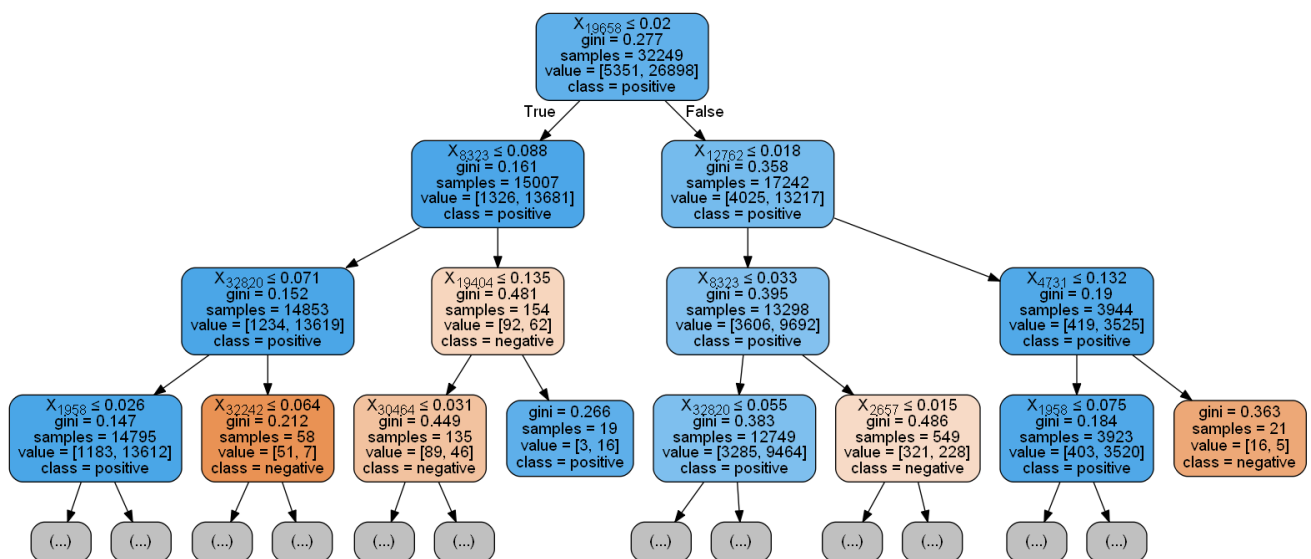 X19658 ≤ 0.02
gini = 0.277
samples = 32249
value = [5351, 26898]
class = positive
True
False
X8323 ≤ 0.088
gini = 0.161
samples = 15007
value = [1326, 13681]
class = positive
X12762 ≤ 0.018
gini = 0.358
samples = 17242
value = [4025, 13217]
class = positive
X32820 ≤ 0.071
gini = 0.152
samples = 14853
value = [1234, 13619]
class = positive
X19404 ≤ 0.135
gini = 0.481
samples = 154
value = [92, 62]
class = negative
X8323 ≤ 0.033
gini = 0.395
samples = 13298
value = [3606, 9692]
class = positive
X4731 ≤ 0.132
gini = 0.19
samples = 3944
value = [419, 3525]
class = positive
X1958 ≤ 0.026
gini = 0.147
samples = 14795
value = [1183, 13612]
class = positive
X32242 ≤ 0.064
gini = 0.212
samples = 58
value = [51, 7]
class = negative
X30464 ≤ 0.031
gini = 0.449
samples = 135
value = [89, 46]
class = negative
gini = 0.266
samples = 19
value = [3, 16]
class = positive
X32820 ≤ 0.055
gini = 0.383
samples = 12749
value = [3285, 9464]
class = positive
X2657 ≤ 0.015
gini = 0.486
samples = 549
value = [321, 228]
class = negative
X1958 ≤ 0.075
gini = 0.184
samples = 3923
value = [403, 3520]
class = positive
gini = 0.363
samples = 21
value = [16, 5]
class = negative
(...)
(...)
(...)
(...)
(...)
(...)
(...)
(...)
(...)
(...)
(...)
(...)